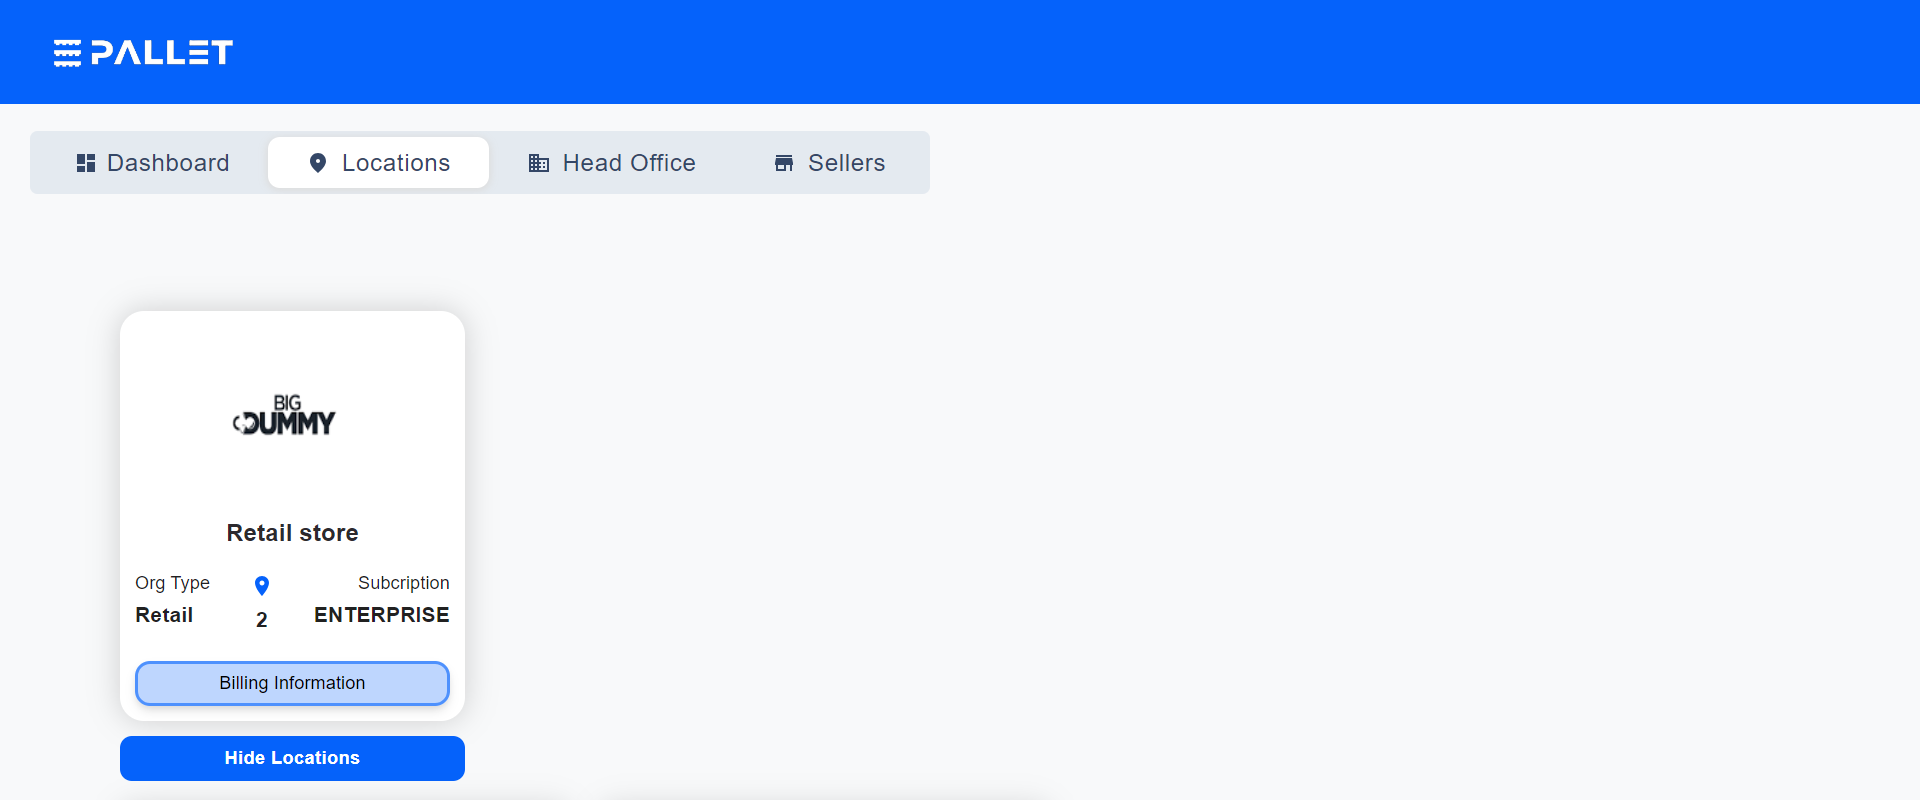 PALLET
Dashboard
Locations
Head Office
Sellers
BIG
DUMMY
Retail store
Org Type
Subcription
Retail
2
ENTERPRISE
Billing Information
Hide Locations